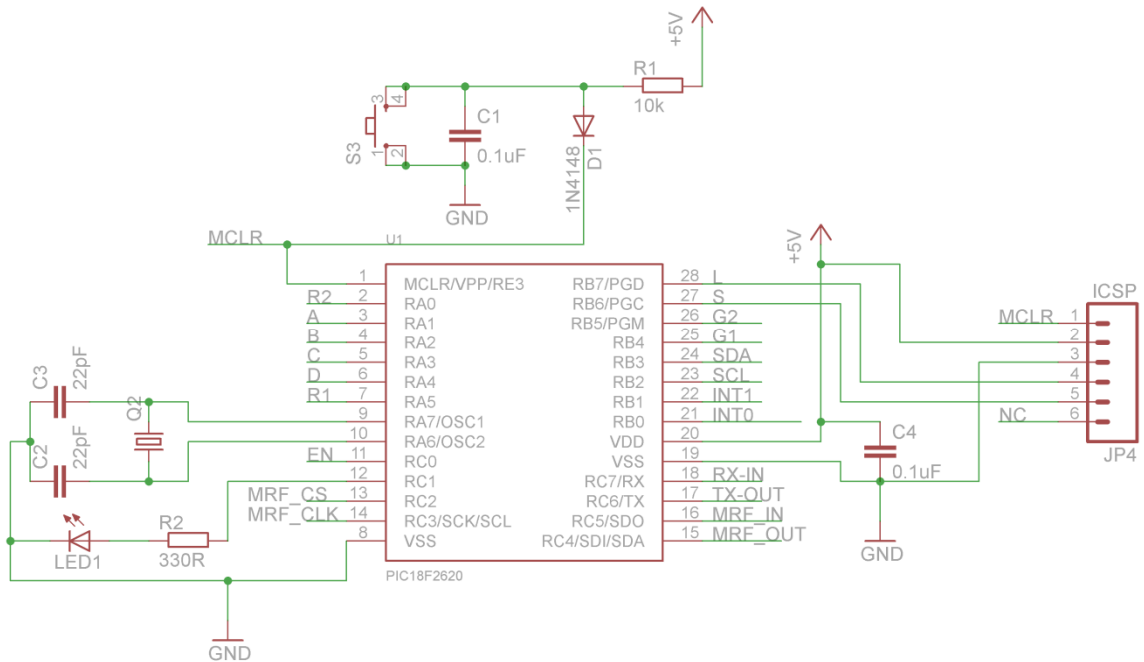 +5V
R1
10k
3
4
S3
1
2
C1
0.1uF
GND
1N4148
D1
MCLR
U1
+5V
ICSP
1 MCLR/VPP/RE3
R2 2 RA0
A 3 RA1
B 4 RA2
C 5 RA3
D 6 RA4
R1 7 RA5
9 RA7/OSC1
10 RA6/OSC2
EN 11 RC0
12 RC1
MRF_CS 13 RC2
MRF_CLK 14 RC3/SCK/SCL
8 VSS
RB7/PGD 28 L
RB6/PGC 27 S
RB5/PGM 26 G2
RB4 25 G1
RB3 24 SDA
RB2 23 SCL
RB1 22 INT1
RB0 21 INT0
VDD 20
VSS 19
RC7/RX 18 RX-IN
RC6/TX 17 TX-OUT
RC5/SDO 16 MRF_IN
RC4/SDI/SDA 15 MRF_OUT
PIC18F2620
MCLR 1
2
3
4
5
NC 6
JP4
C3
22pF
Q2
C2
22pF
C4
0.1uF
GND
R2
330R
LED1
GND